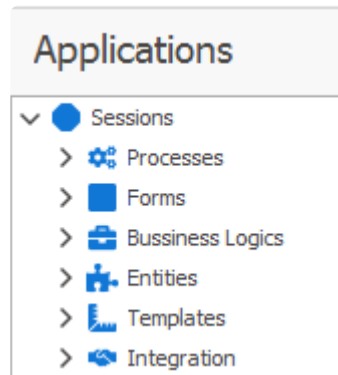 Applications
Sessions
Processes
Forms
Bussiness Logics
Entities
Templates
Integration